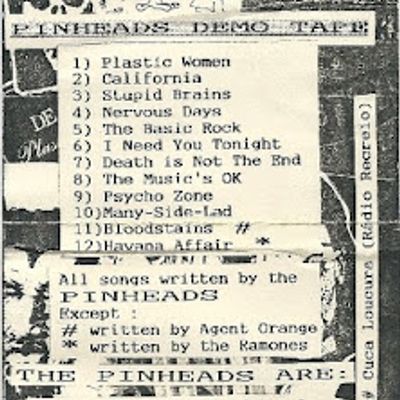 PINHEADS DEMO TAPE
1) Plastic Women
2) California
3) Stupid Brains
4) Nervous Days
5) The Basic Rock
6) I Need You Tonight
7) Death is Not The End
8) The Music's OK
9) Psycho Zone
10)Many-Side-Lad
11)Bloodstains #
12)Havana Affair *
All songs written by the
PINHEADS
Except :
# written by Agent Orange
* written by the Ramones
THE PINHEADS ARE:
# Cuca Loucura (Rádio Recreio)
DE